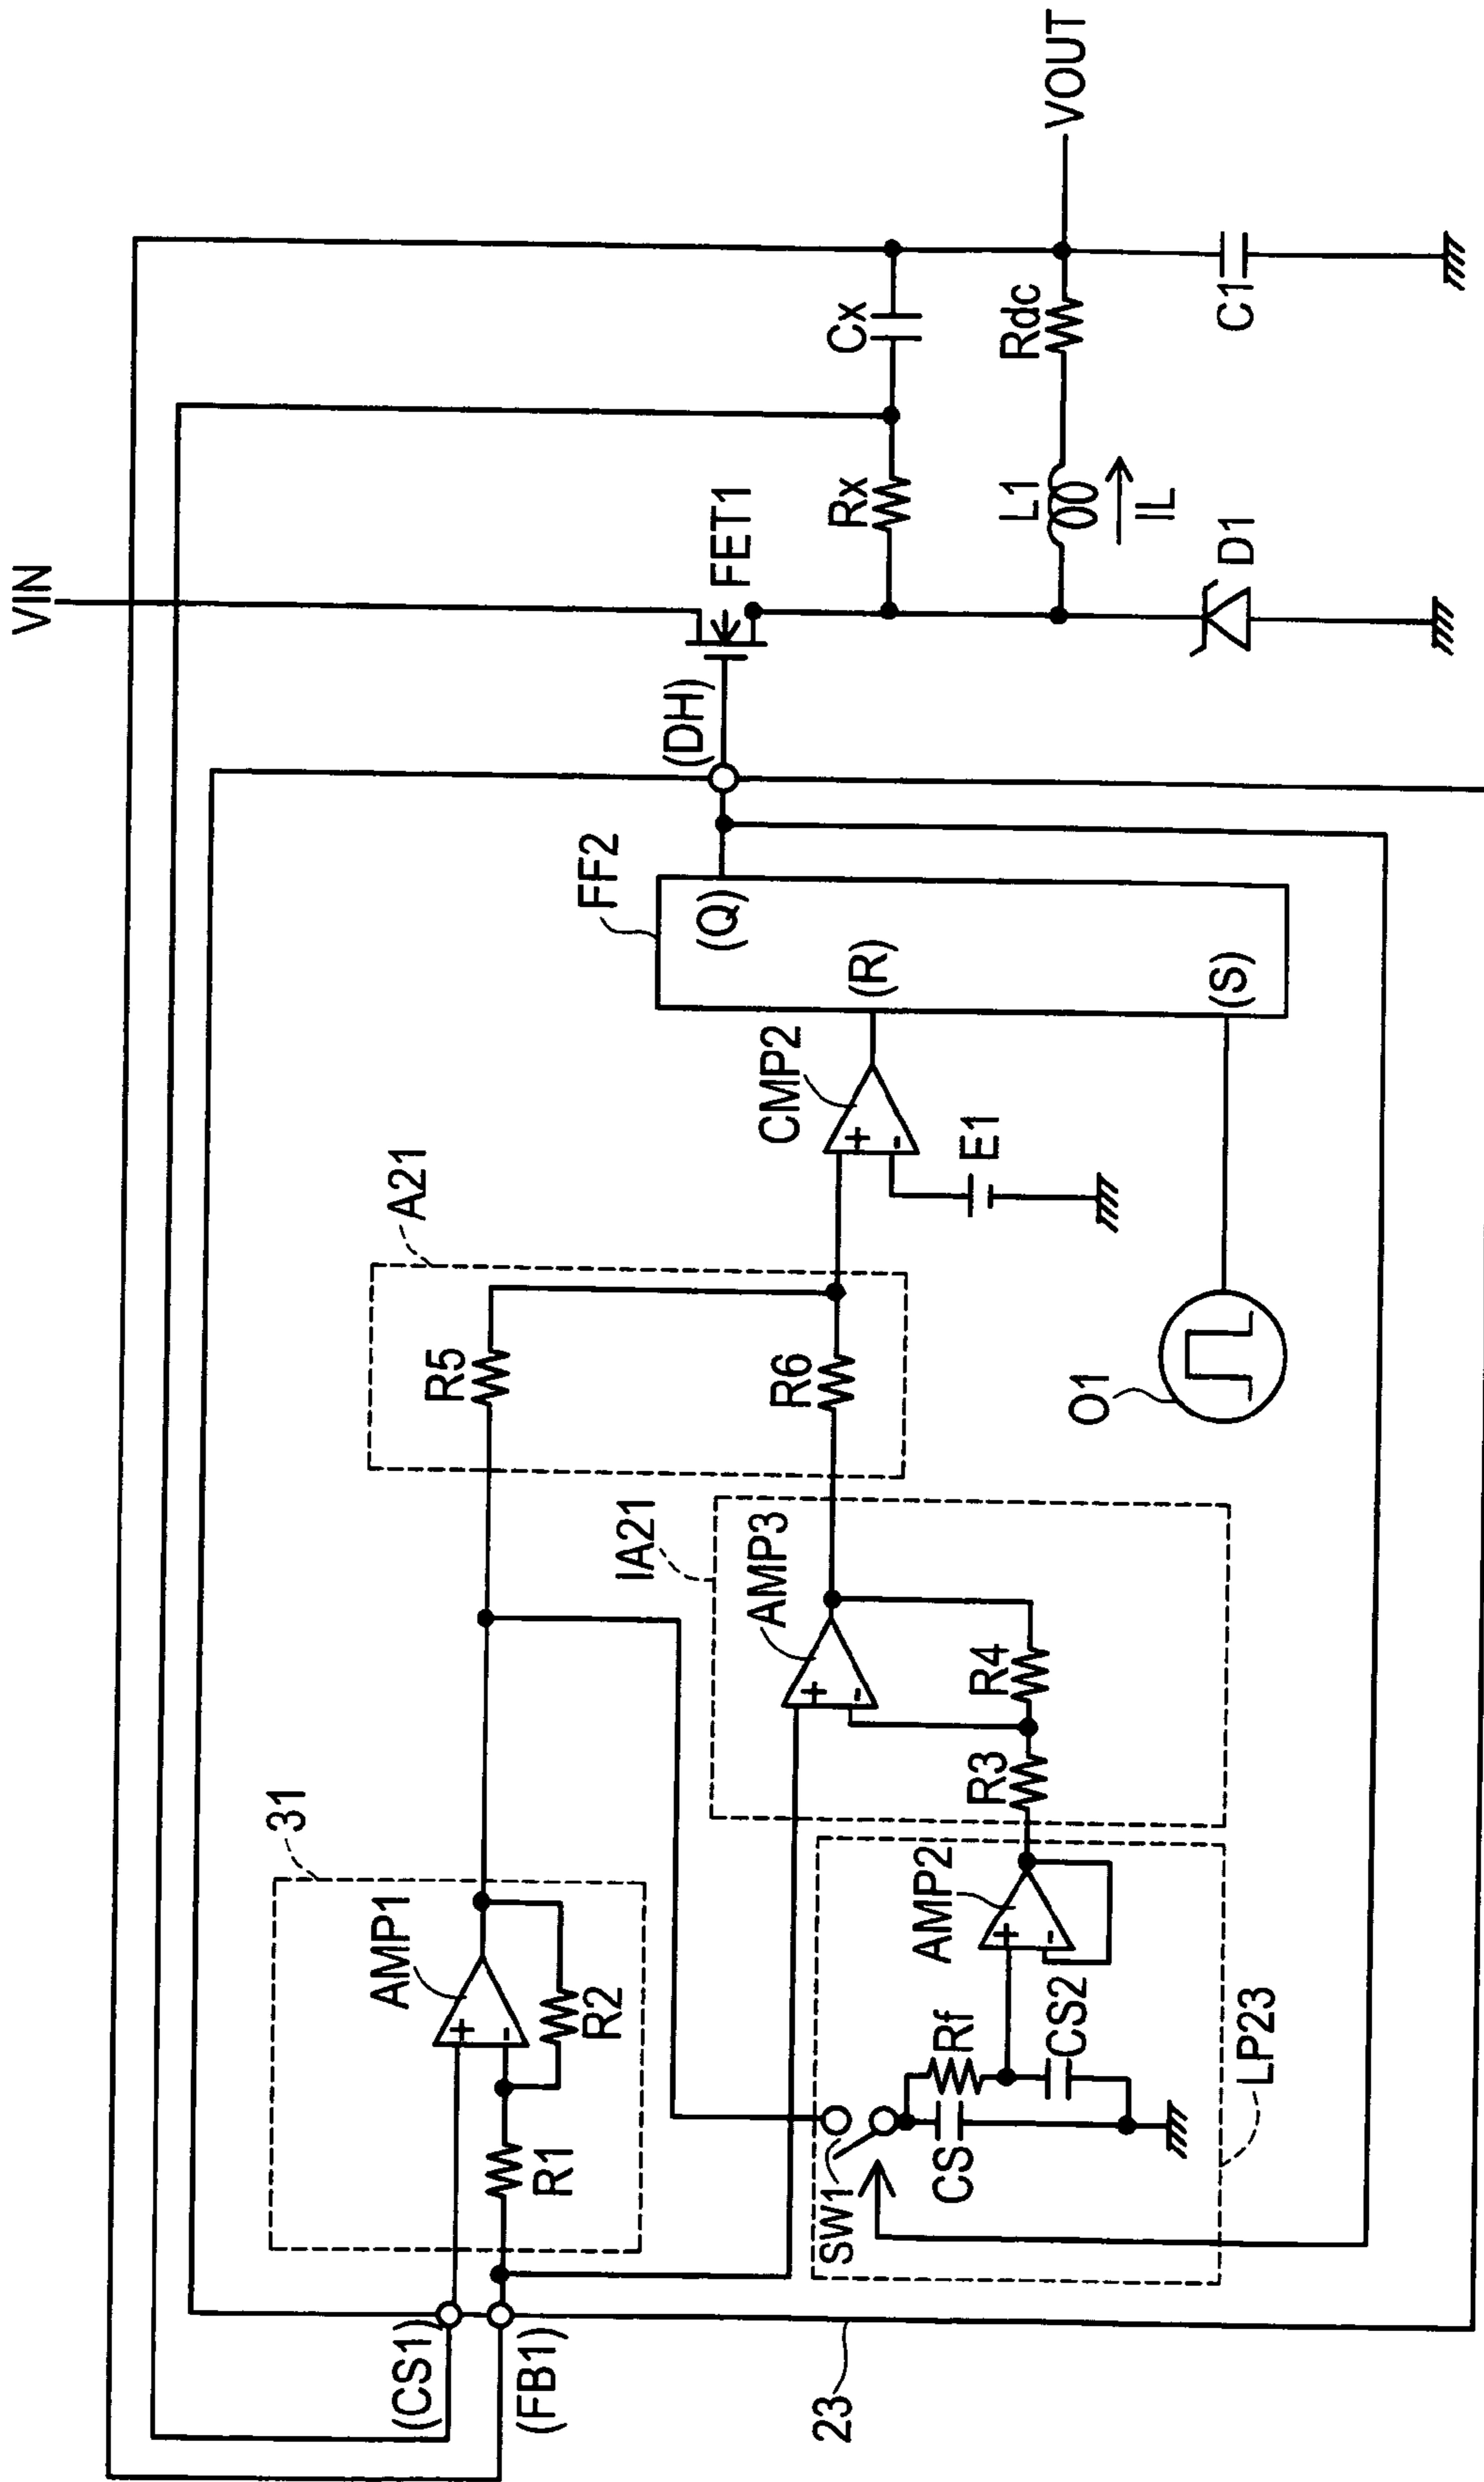 VIN
(DH)
FET1
Rx
Cx
L1
Rdc
IL
VOUT
D1
C1
FF2
(Q)
(R)
(S)
CMP2
E1
O1
A21
R5
R6
IA21
AMP3
R4
R3
31
AMP1
R2
R1
AMP2
Rf
CS2
CS
SW1
LP23
(CS1)
(FB1)
23
+
-
+
-
+
-
+
-